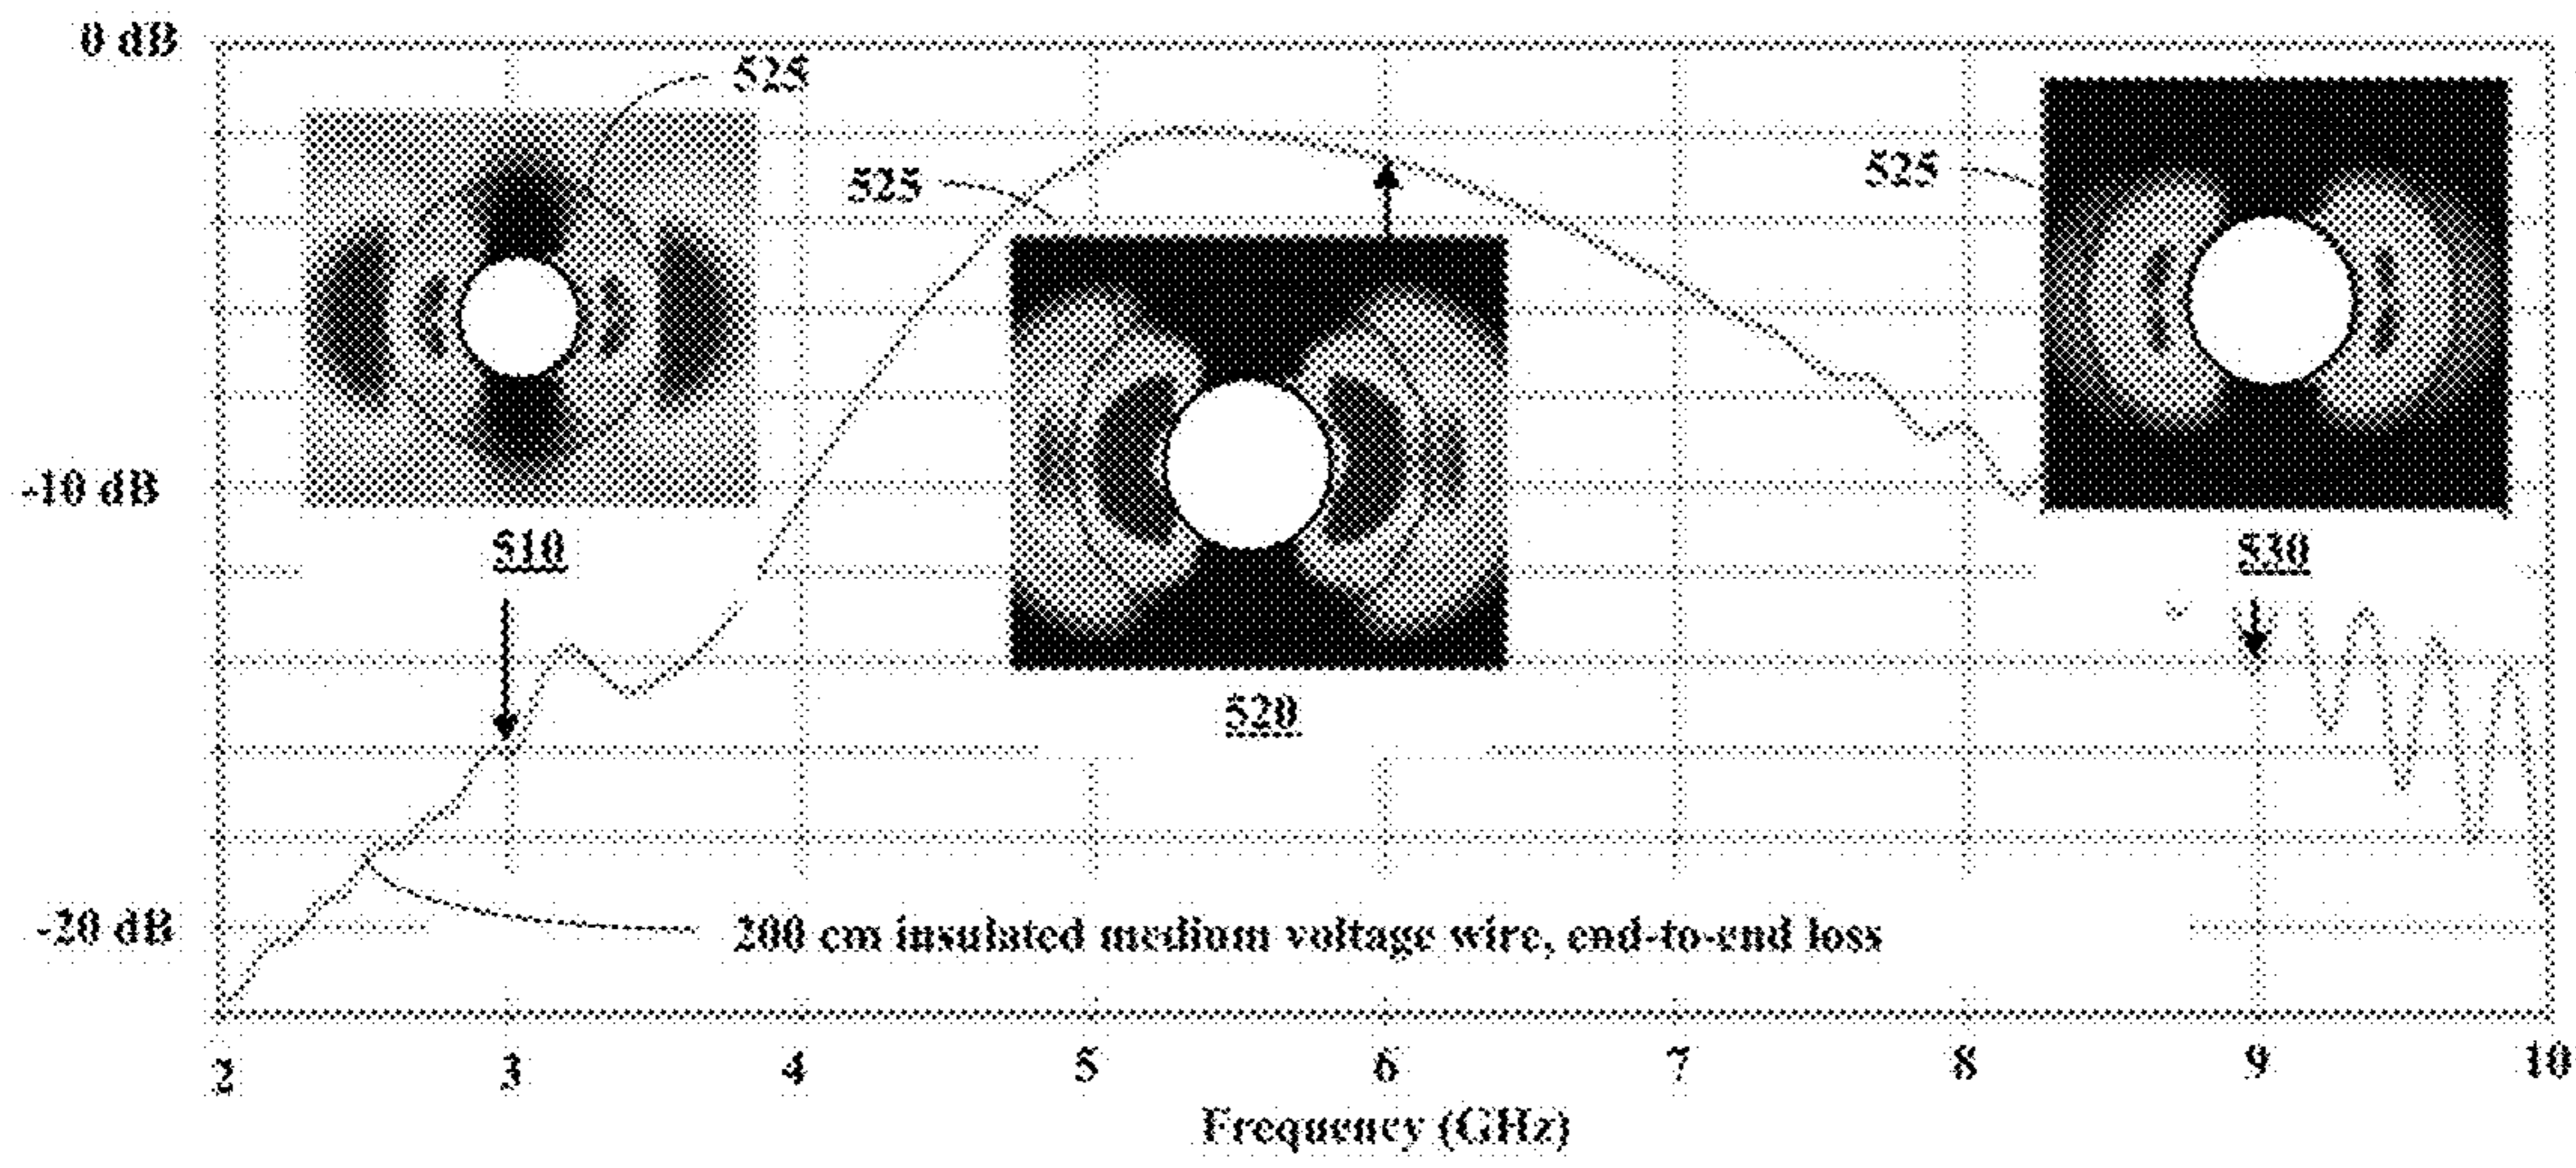 0 dB
525
525
525
-10 dB
510
530
520
-20 dB
200 cm insulated medium voltage wire, end-to-end loss
2 3 4 5 6 7 8 9 10
Frequency (GHz)